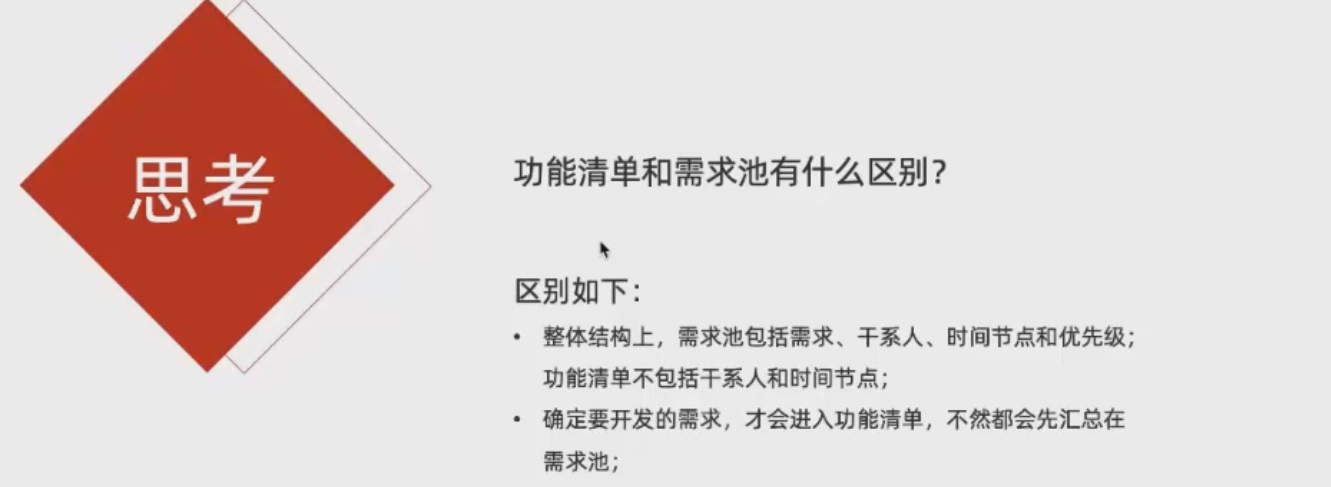 思考
功能清单和需求池有什么区别？
区别如下：
• 整体结构上，需求池包括需求、干系人、时间节点和优先级；
功能清单不包括干系人和时间节点；
• 确定要开发的需求，才会进入功能清单，不然都会先汇总在
需求池；